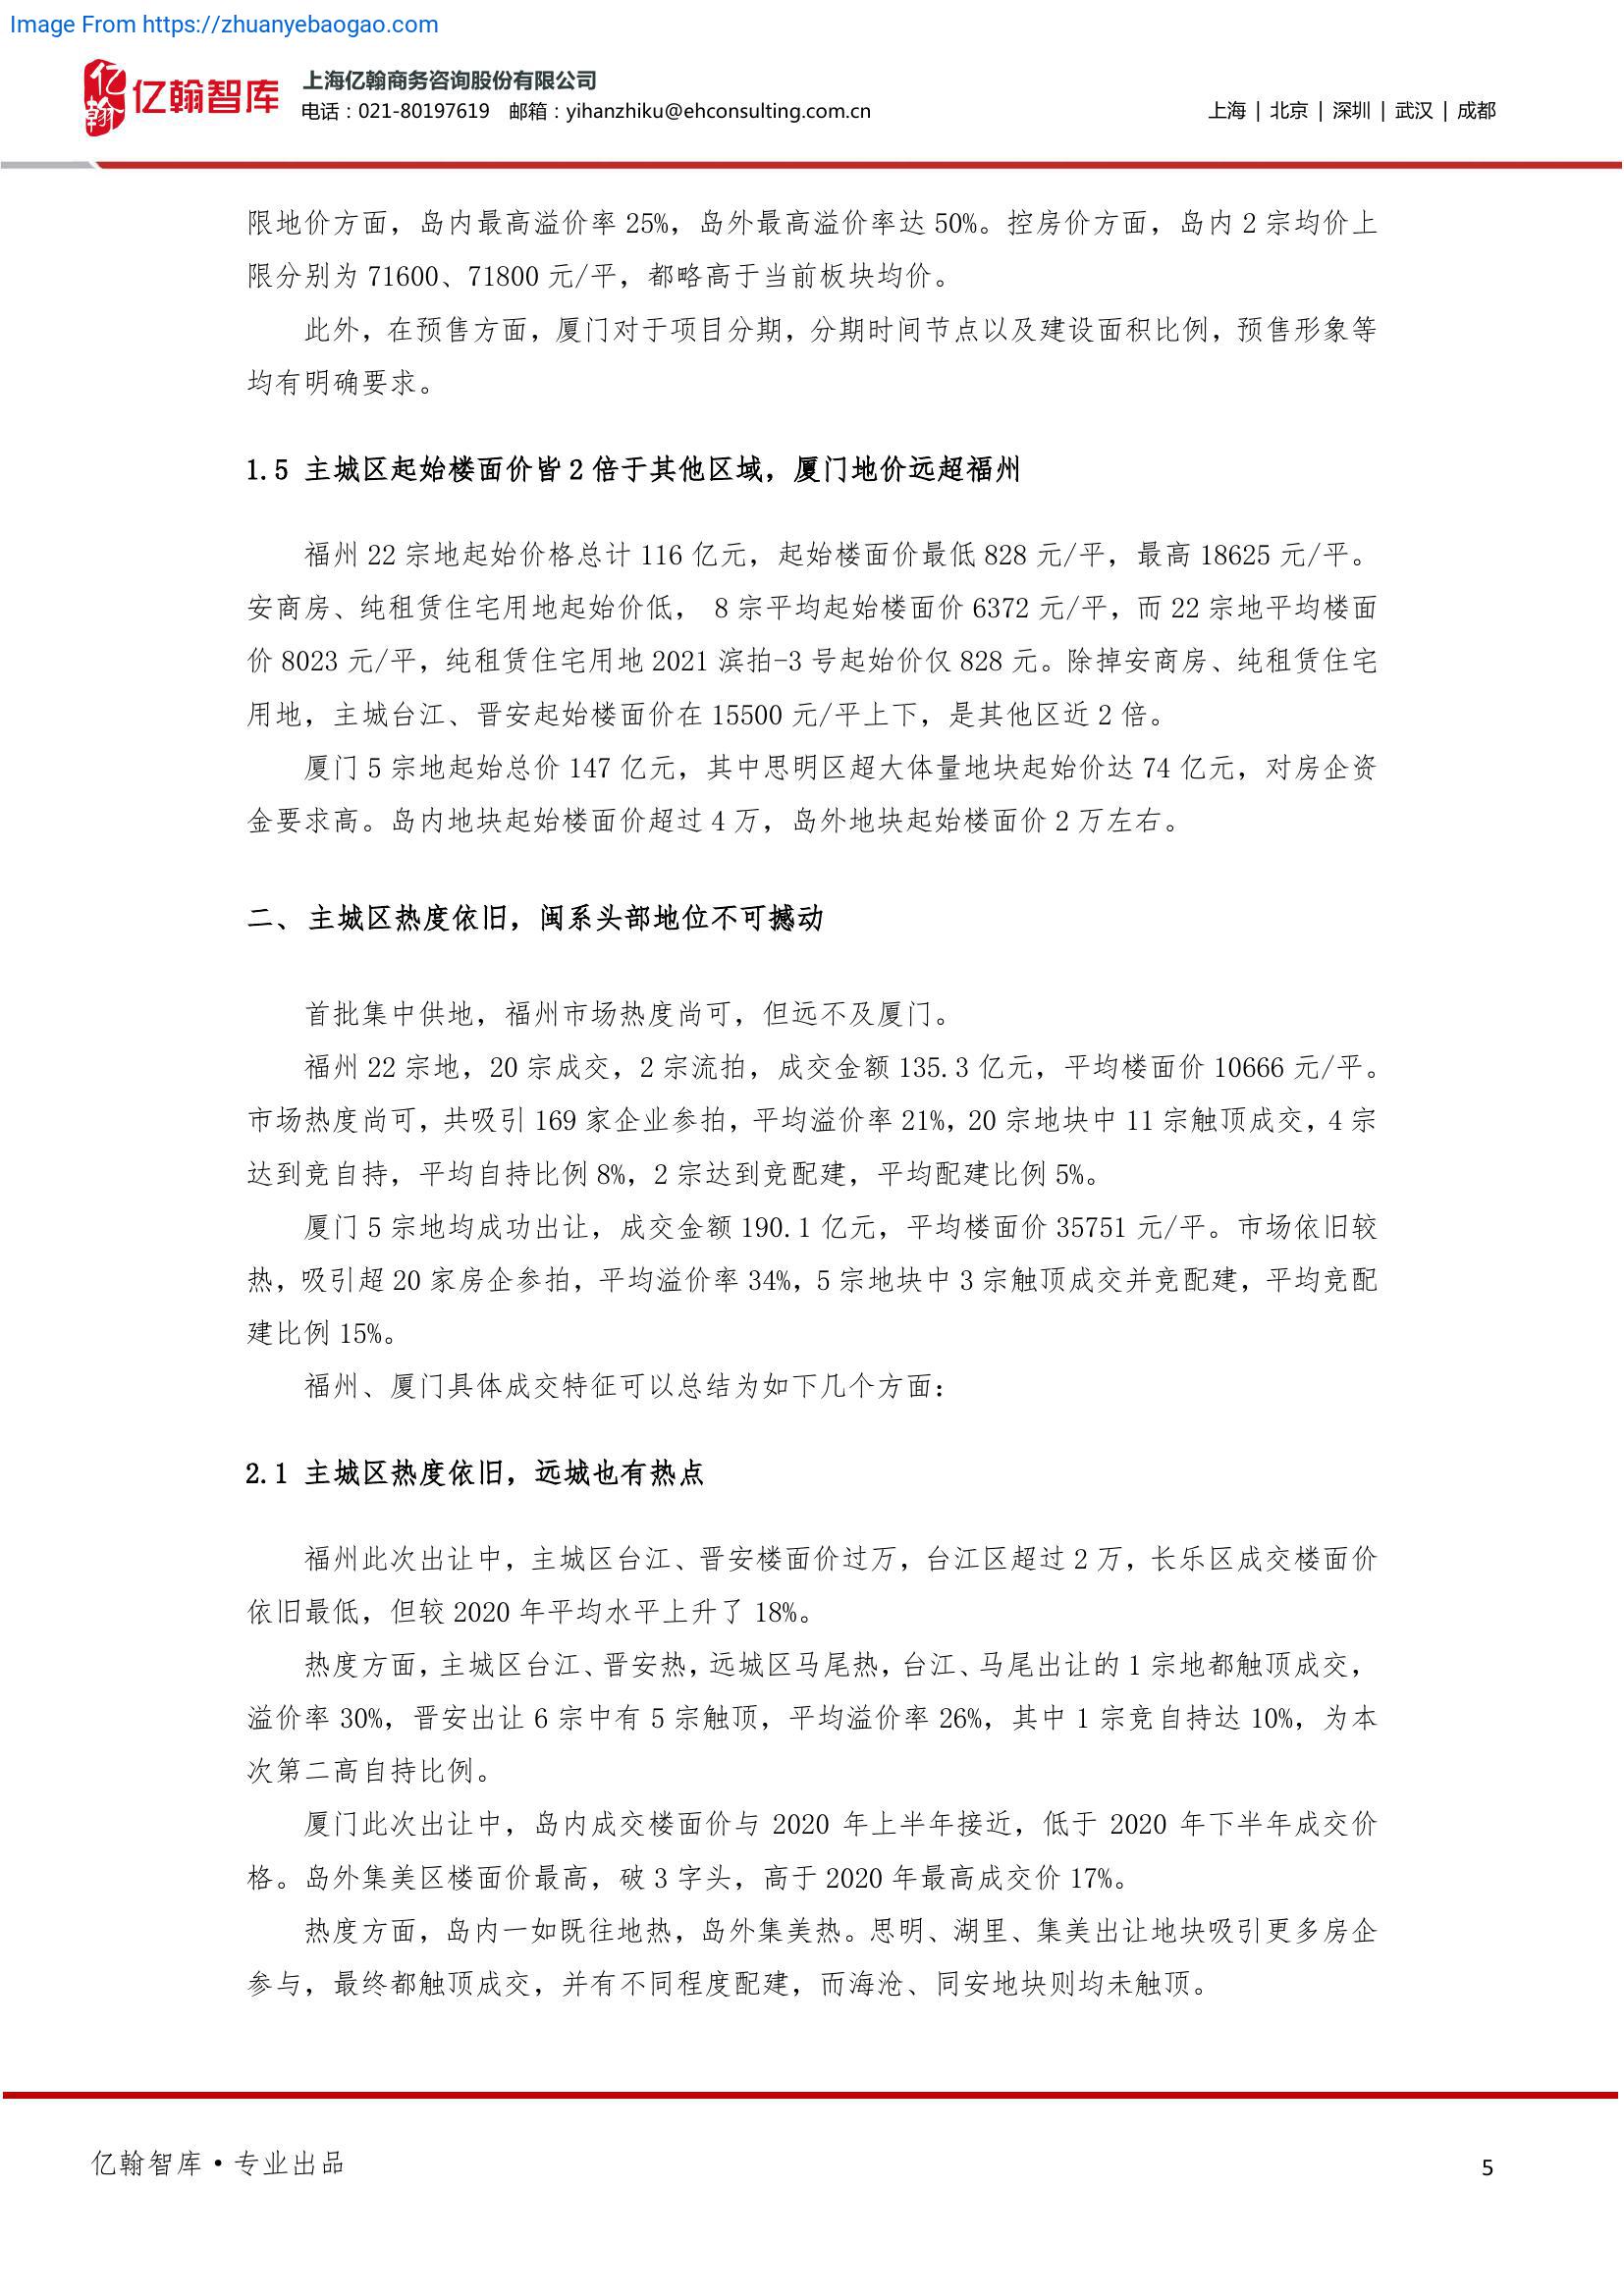 Image From https://zhuanyebaogao.com
亿翰
亿翰智库
上海亿翰商务咨询股份有限公司
电话：021-80197619 邮箱：yihanzhiku@ehconsulting.com.cn
上海 | 北京 | 深圳 | 武汉 | 成都
限地价方面，岛内最高溢价率 25%，岛外最高溢价率达 50%。控房价方面，岛内 2 宗均价上
限分别为 71600、71800 元/平，都略高于当前板块均价。
此外，在预售方面，厦门对于项目分期，分期时间节点以及建设面积比例，预售形象等
均有明确要求。
1.5 主城区起始楼面价皆 2 倍于其他区域，厦门地价远超福州
福州 22 宗地起始价格总计 116 亿元，起始楼面价最低 828 元/平，最高 18625 元/平。
安商房、纯租赁住宅用地起始价低， 8 宗平均起始楼面价 6372 元/平，而 22 宗地平均楼面
价 8023 元/平，纯租赁住宅用地 2021 滨拍-3 号起始价仅 828 元。除掉安商房、纯租赁住宅
用地，主城台江、晋安起始楼面价在 15500 元/平上下，是其他区近 2 倍。
厦门 5 宗地起始总价 147 亿元，其中思明区超大体量地块起始价达 74 亿元，对房企资
金要求高。岛内地块起始楼面价超过 4 万，岛外地块起始楼面价 2 万左右。
二、 主城区热度依旧，闽系头部地位不可撼动
首批集中供地，福州市场热度尚可，但远不及厦门。
福州 22 宗地，20 宗成交，2 宗流拍，成交金额 135.3 亿元，平均楼面价 10666 元/平。
市场热度尚可，共吸引 169 家企业参拍，平均溢价率 21%，20 宗地块中 11 宗触顶成交，4 宗
达到竞自持，平均自持比例 8%，2 宗达到竞配建，平均配建比例 5%。
厦门 5 宗地均成功出让，成交金额 190.1 亿元，平均楼面价 35751 元/平。市场依旧较
热，吸引超 20 家房企参拍，平均溢价率 34%，5 宗地块中 3 宗触顶成交并竞配建，平均竞配
建比例 15%。
福州、厦门具体成交特征可以总结为如下几个方面：
2.1 主城区热度依旧，远城也有热点
福州此次出让中，主城区台江、晋安楼面价过万，台江区超过 2 万，长乐区成交楼面价
依旧最低，但较 2020 年平均水平上升了 18%。
热度方面，主城区台江、晋安热，远城区马尾热，台江、马尾出让的 1 宗地都触顶成交，
溢价率 30%，晋安出让 6 宗中有 5 宗触顶，平均溢价率 26%，其中 1 宗竞自持达 10%，为本
次第二高自持比例。
厦门此次出让中，岛内成交楼面价与 2020 年上半年接近，低于 2020 年下半年成交价
格。岛外集美区楼面价最高，破 3 字头，高于 2020 年最高成交价 17%。
热度方面，岛内一如既往地热，岛外集美热。思明、湖里、集美出让地块吸引更多房企
参与，最终都触顶成交，并有不同程度配建，而海沧、同安地块则均未触顶。
亿翰智库·专业出品
5